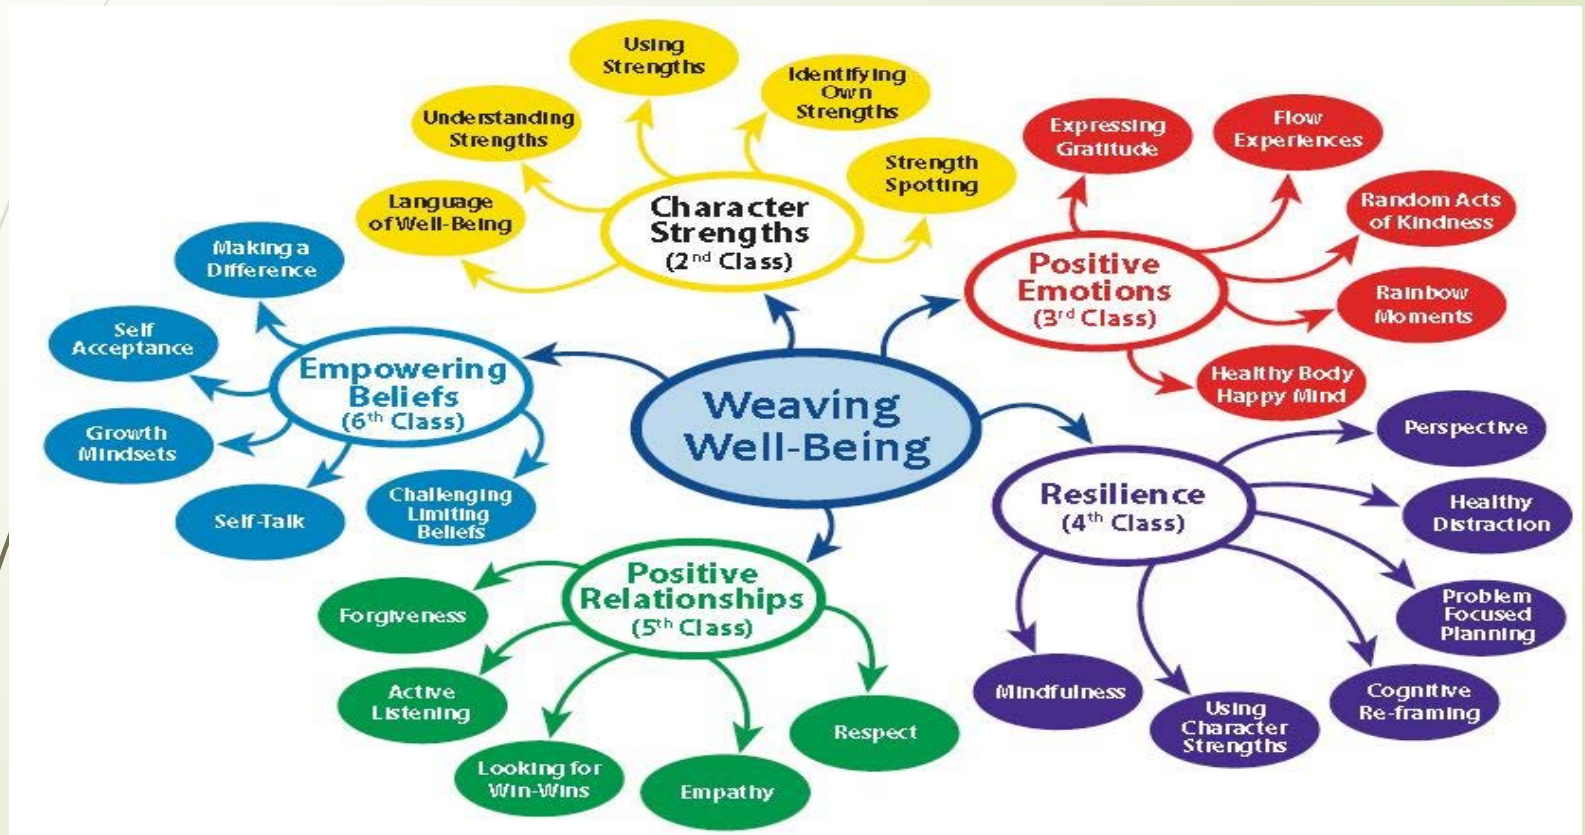 Using
Strengths
Identifying
Own
Strengths
Understanding
Strengths
Strength
Spotting
Language
of Well-Being
Character
Strengths
(2nd Class)
Expressing
Gratitude
Flow
Experiences
Random Acts
of Kindness
Rainbow
Moments
Healthy Body
Happy Mind
Positive
Emotions
(3rd Class)
Making a
Difference
Self
Acceptance
Growth
Mindsets
Self-Talk
Challenging
Limiting
Beliefs
Empowering
Beliefs
(6th Class)
Weaving
Well-Being
Resilience
(4th Class)
Perspective
Healthy
Distraction
Problem
Focused
Planning
Cognitive
Re-framing
Using
Character
Strengths
Mindfulness
Positive
Relationships
(5th Class)
Forgiveness
Active
Listening
Looking for
Win-Wins
Empathy
Respect